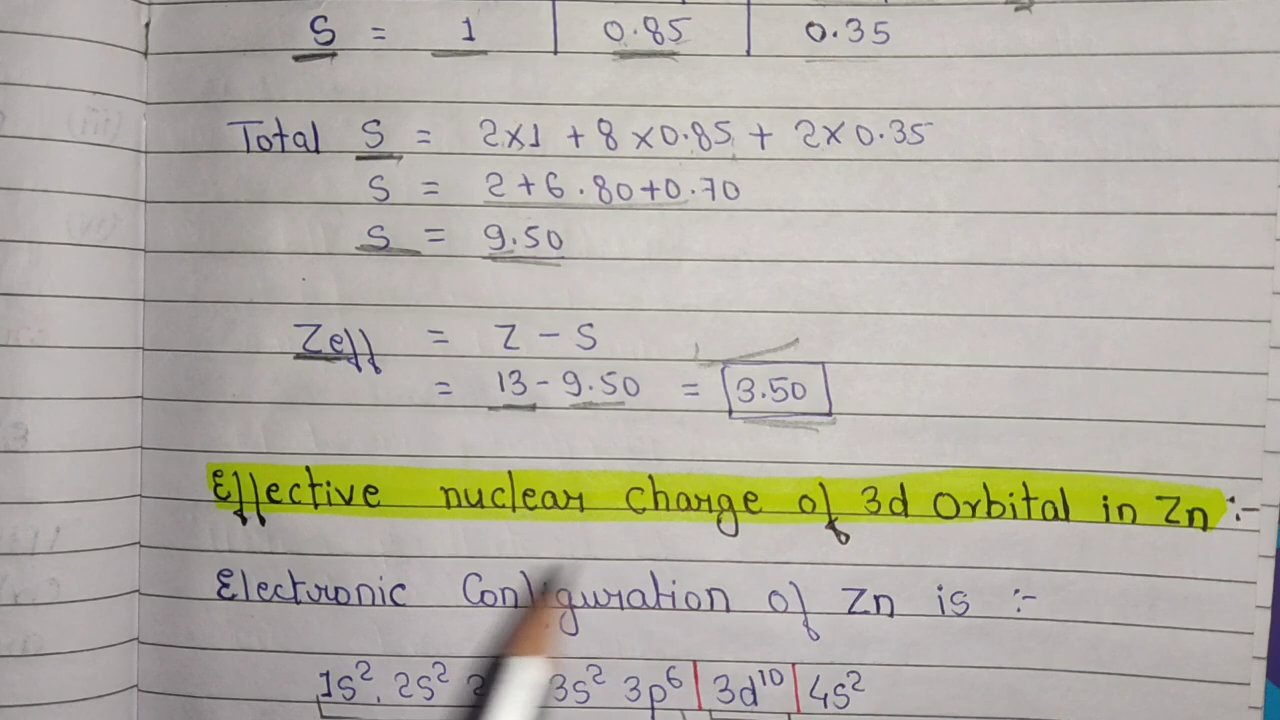 S = 1 | 0.85 | 0.35
Total S = 2×1 + 8×0.85 + 2×0.35
S = 2+6.80+0.70
S = 9.50
Zeff = Z - S
= 13 - 9.50 = 3.50
Effective nuclear charge of 3d Orbital in Zn :-
Electronic Configuration of Zn is :-
1s², 2s² 3s² 3p⁶ | 3d¹⁰ | 4s²